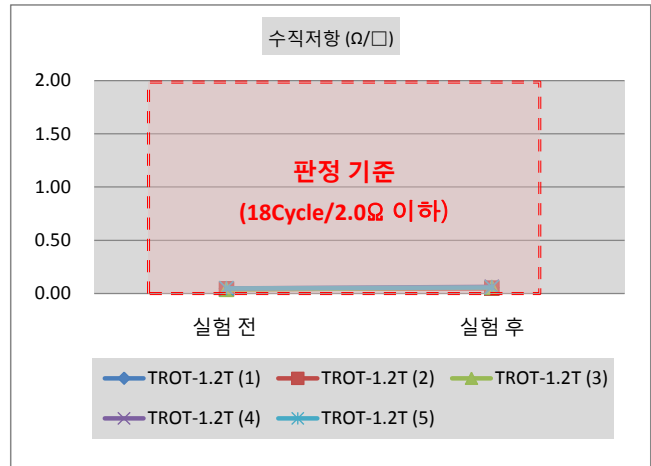 수직저항 (Ω/□)
2.00
1.50
1.00
0.50
0.00
판정 기준
(18Cycle/2.0Ω 이하)
실험 전 실험 후
TROT-1.2T (1) TROT-1.2T (2) TROT-1.2T (3)
TROT-1.2T (4) TROT-1.2T (5)